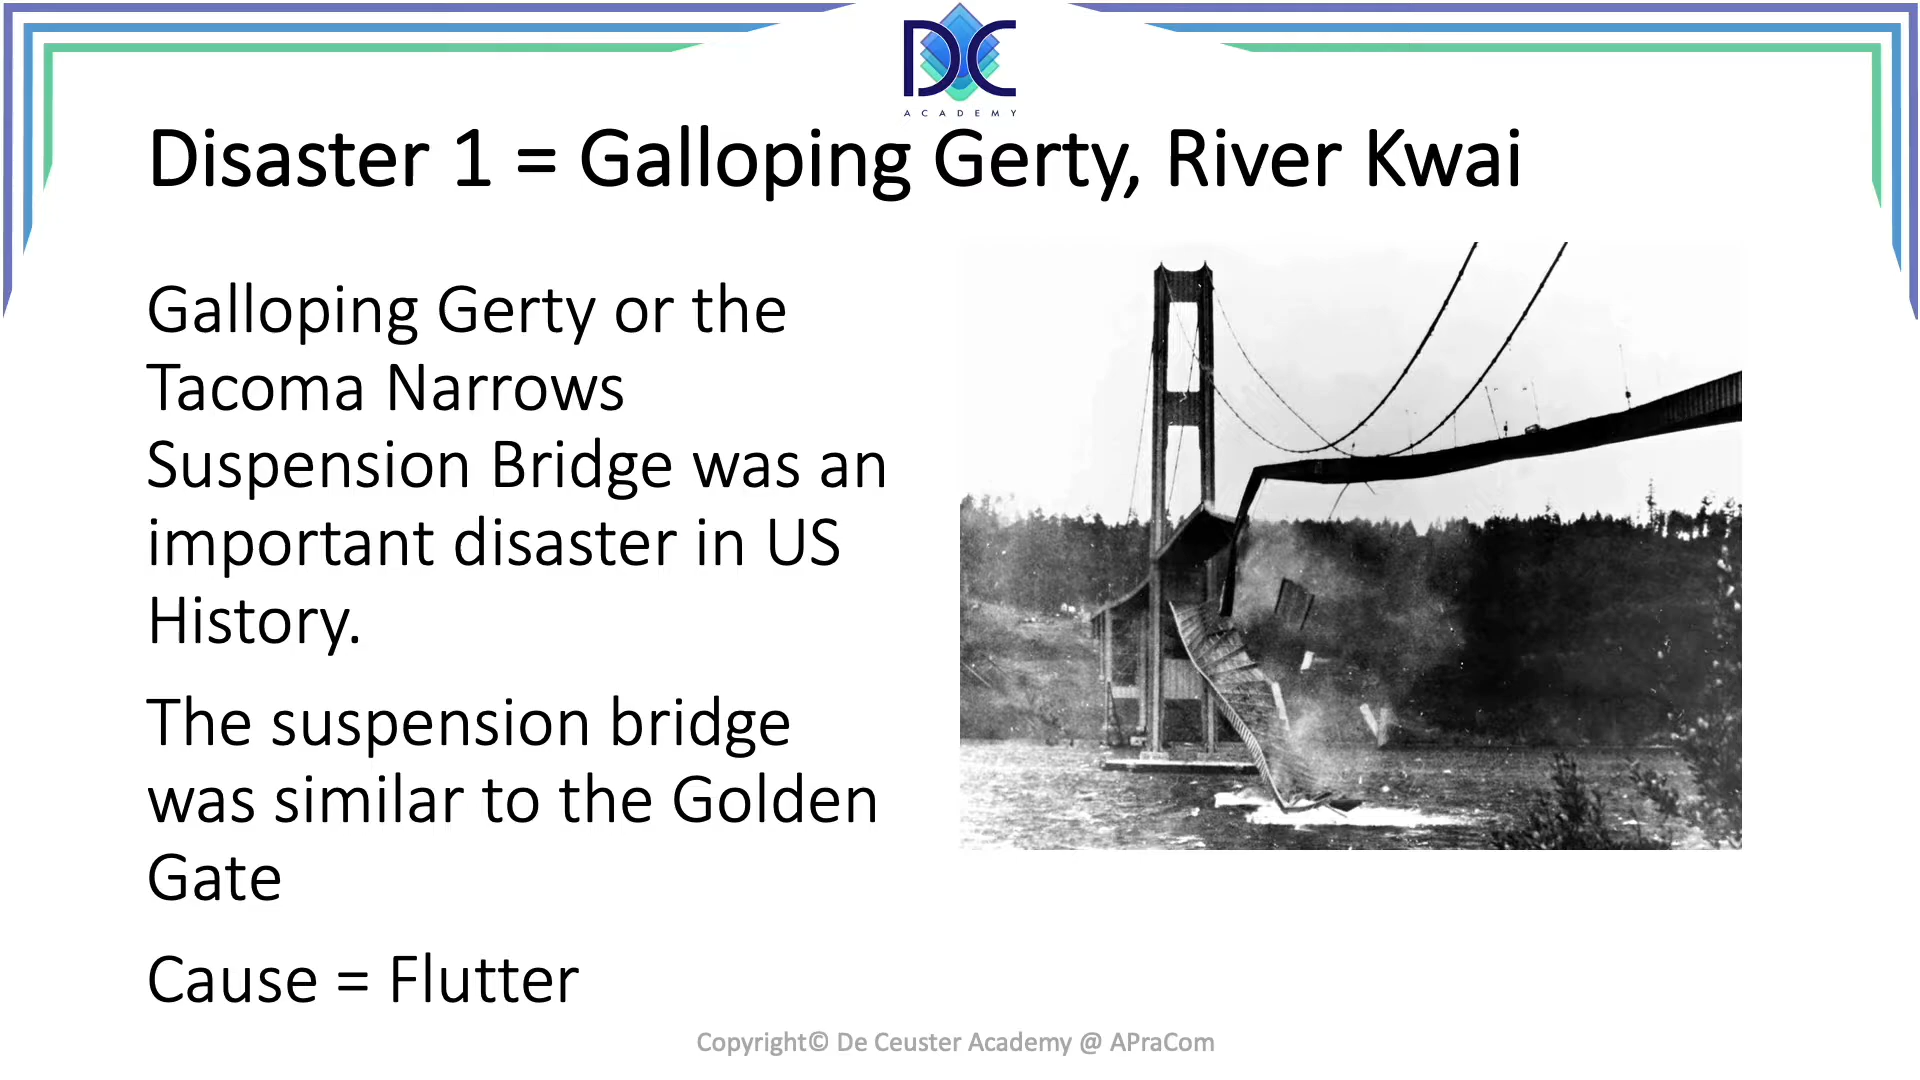 DC
ACADEMY
Disaster 1 = Galloping Gerty, River Kwai
Galloping Gerty or the
Tacoma Narrows
Suspension Bridge was an
important disaster in US
History.
The suspension bridge
was similar to the Golden
Gate
Cause = Flutter
Copyright© De Ceuster Academy @ APraCom